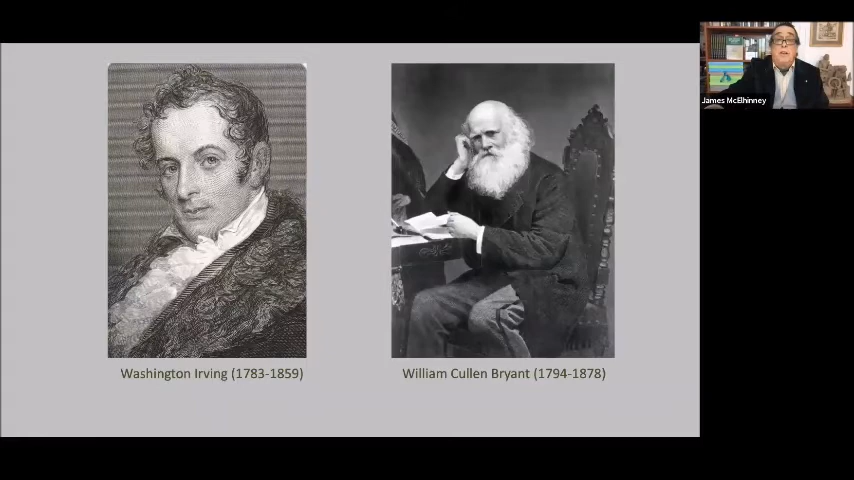 James McElhinney
Washington Irving (1783-1859)
William Cullen Bryant (1794-1878)